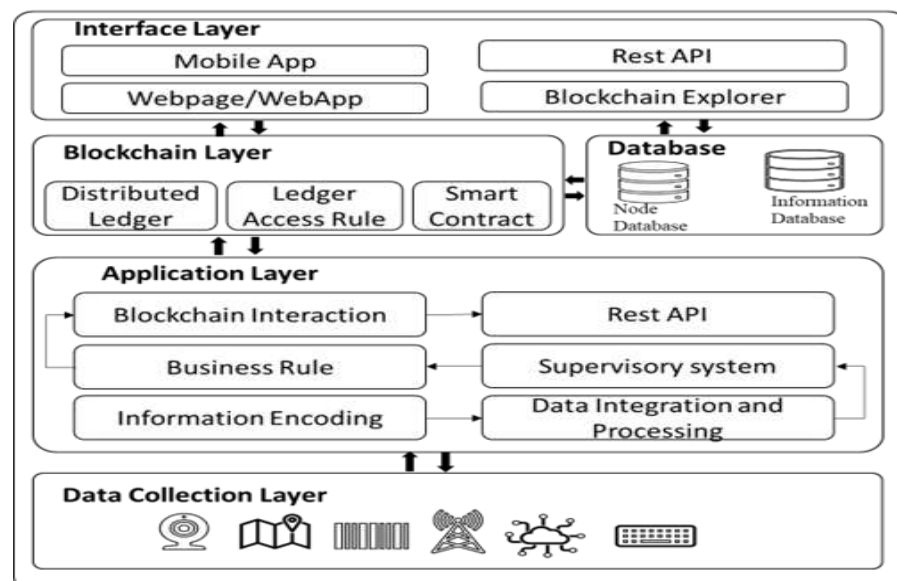 Interface Layer
Mobile App
Rest API
Webpage/WebApp
Blockchain Explorer
Blockchain Layer
Distributed
Ledger
Ledger
Access Rule
Smart
Contract
Database
Node
Database
Information
Database
Application Layer
Blockchain Interaction
Rest API
Business Rule
Supervisory system
Information Encoding
Data Integration and
Processing
Data Collection Layer